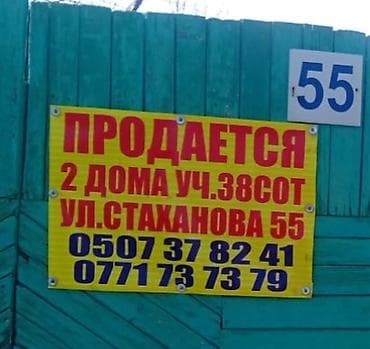 55
ПРОДАЕТСЯ
2 ДОМА УЧ.38СОТ
УЛ.СТАХАНОВА 55
0507 37 82 41
0771 73 73 79